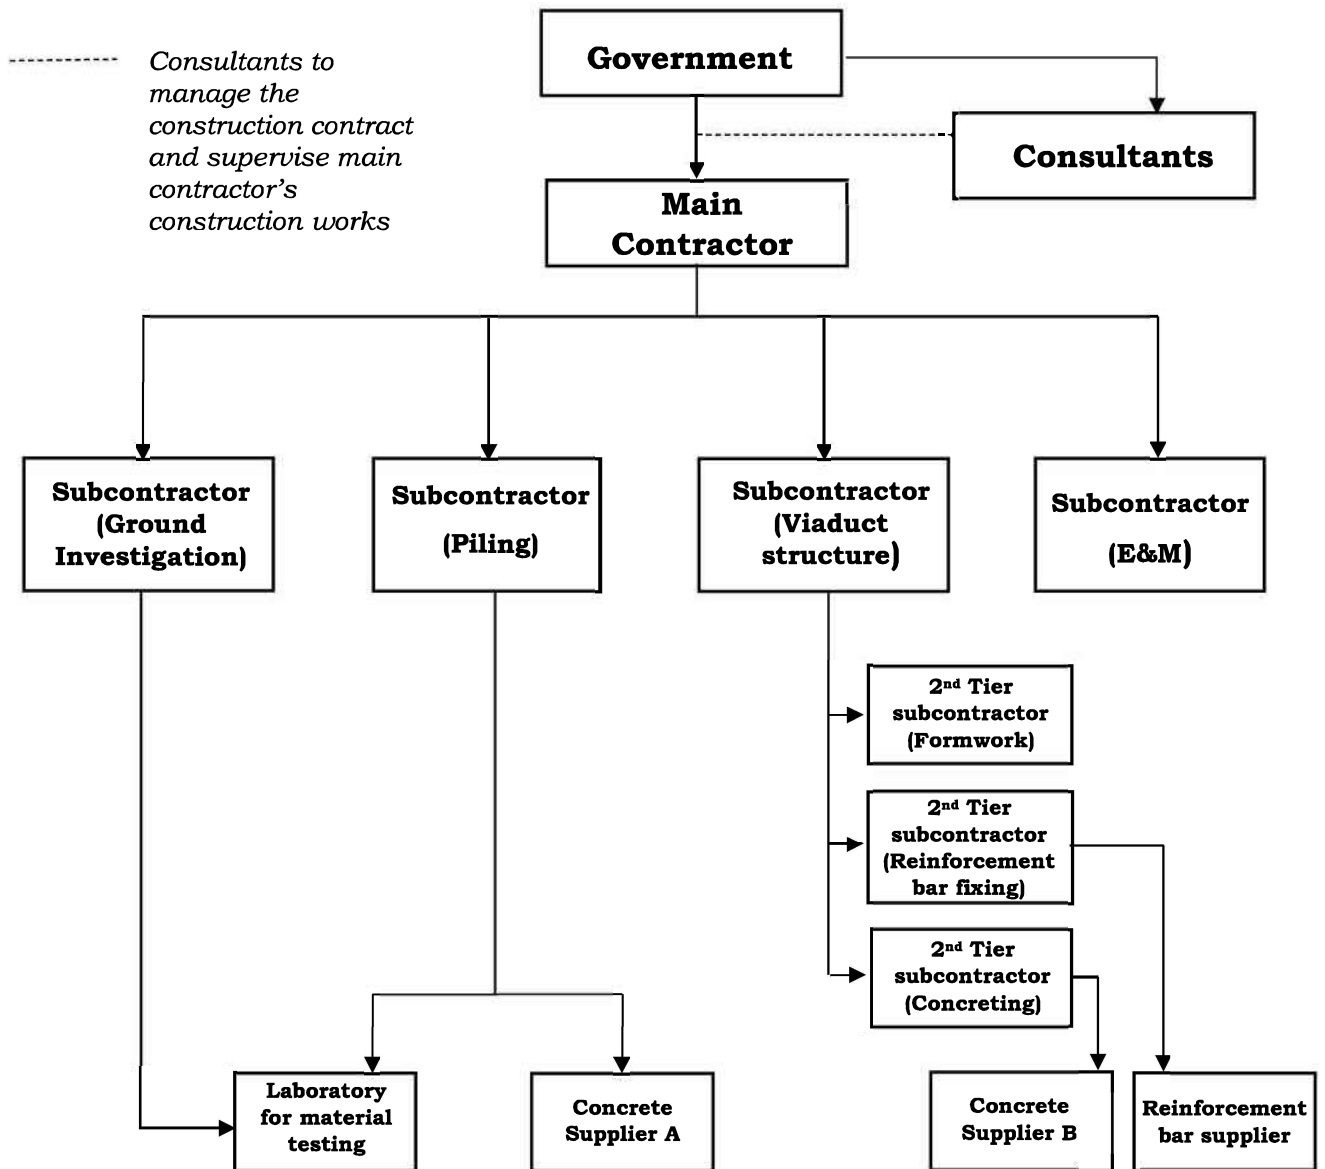 Consultants to
manage the
construction contract
and supervise main
contractor's
construction works
Government
Consultants
Main
Contractor
Subcontractor
(Ground
Investigation)
Subcontractor
(Piling)
Subcontractor
(Viaduct
structure)
Subcontractor
(E&M)
2nd Tier
subcontractor
(Formwork)
2nd Tier
subcontractor
(Reinforcement
bar fixing)
2nd Tier
subcontractor
(Concreting)
Laboratory
for material
testing
Concrete
Supplier A
Concrete
Supplier B
Reinforcement
bar supplier